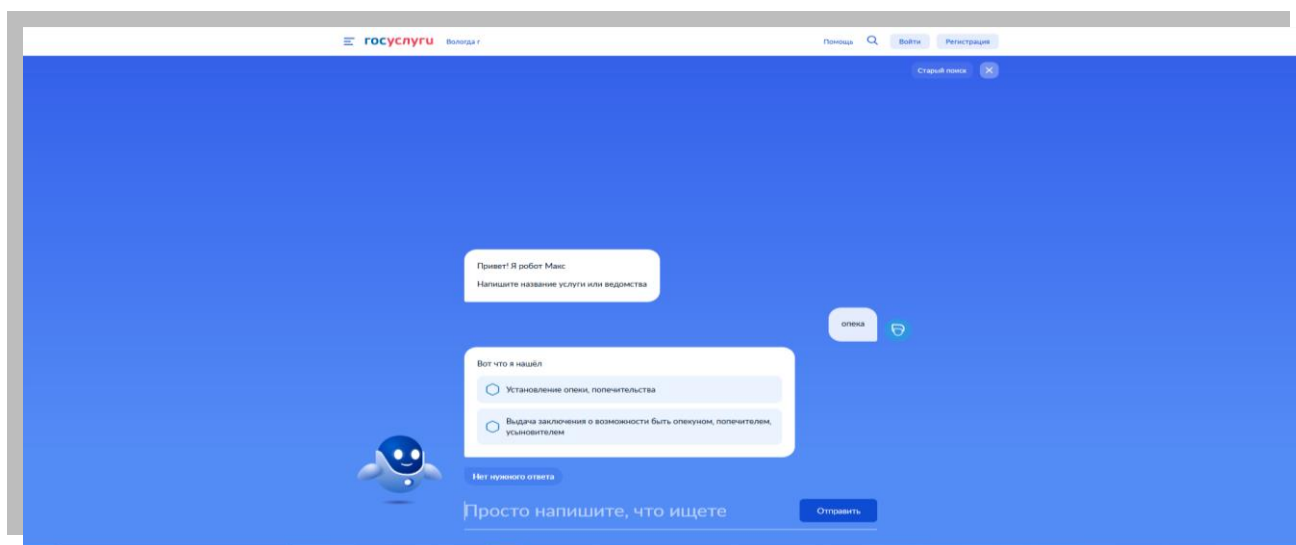 госуслуги Вологда г Помощь Войти Регистрация
Старый поиск
Привет! Я робот Макс
Напишите название услуги или ведомства
опека
Вот что я нашёл
Установление опеки, попечительства
Выдача заключения о возможности быть опекуном, попечителем,
усыновителем
Нет нужного ответа
Просто напишите, что ищете
Отправить